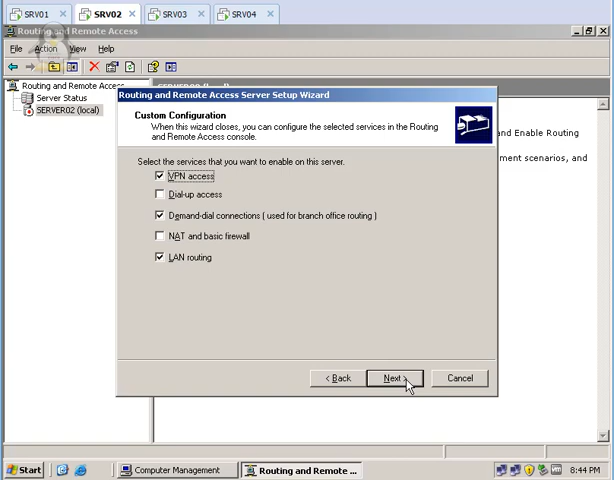 SRV01
SRV02
SRV03
SRV04
Routing and Remote Access
File Action View Help
Routing and Remote Access
Server Status
SERVER02 (local)
and Enable Routing
ment scenarios, and
Routing and Remote Access Server Setup Wizard
Custom Configuration
When this wizard closes, you can configure the selected services in the Routing
and Remote Access console.
Select the services that you want to enable on this server.
VPN access
Dial-up access
Demand-dial connections ( used for branch office routing )
NAT and basic firewall
LAN routing
< Back
Next >
Cancel
Start
Computer Management
Routing and Remote ...
8:44 PM